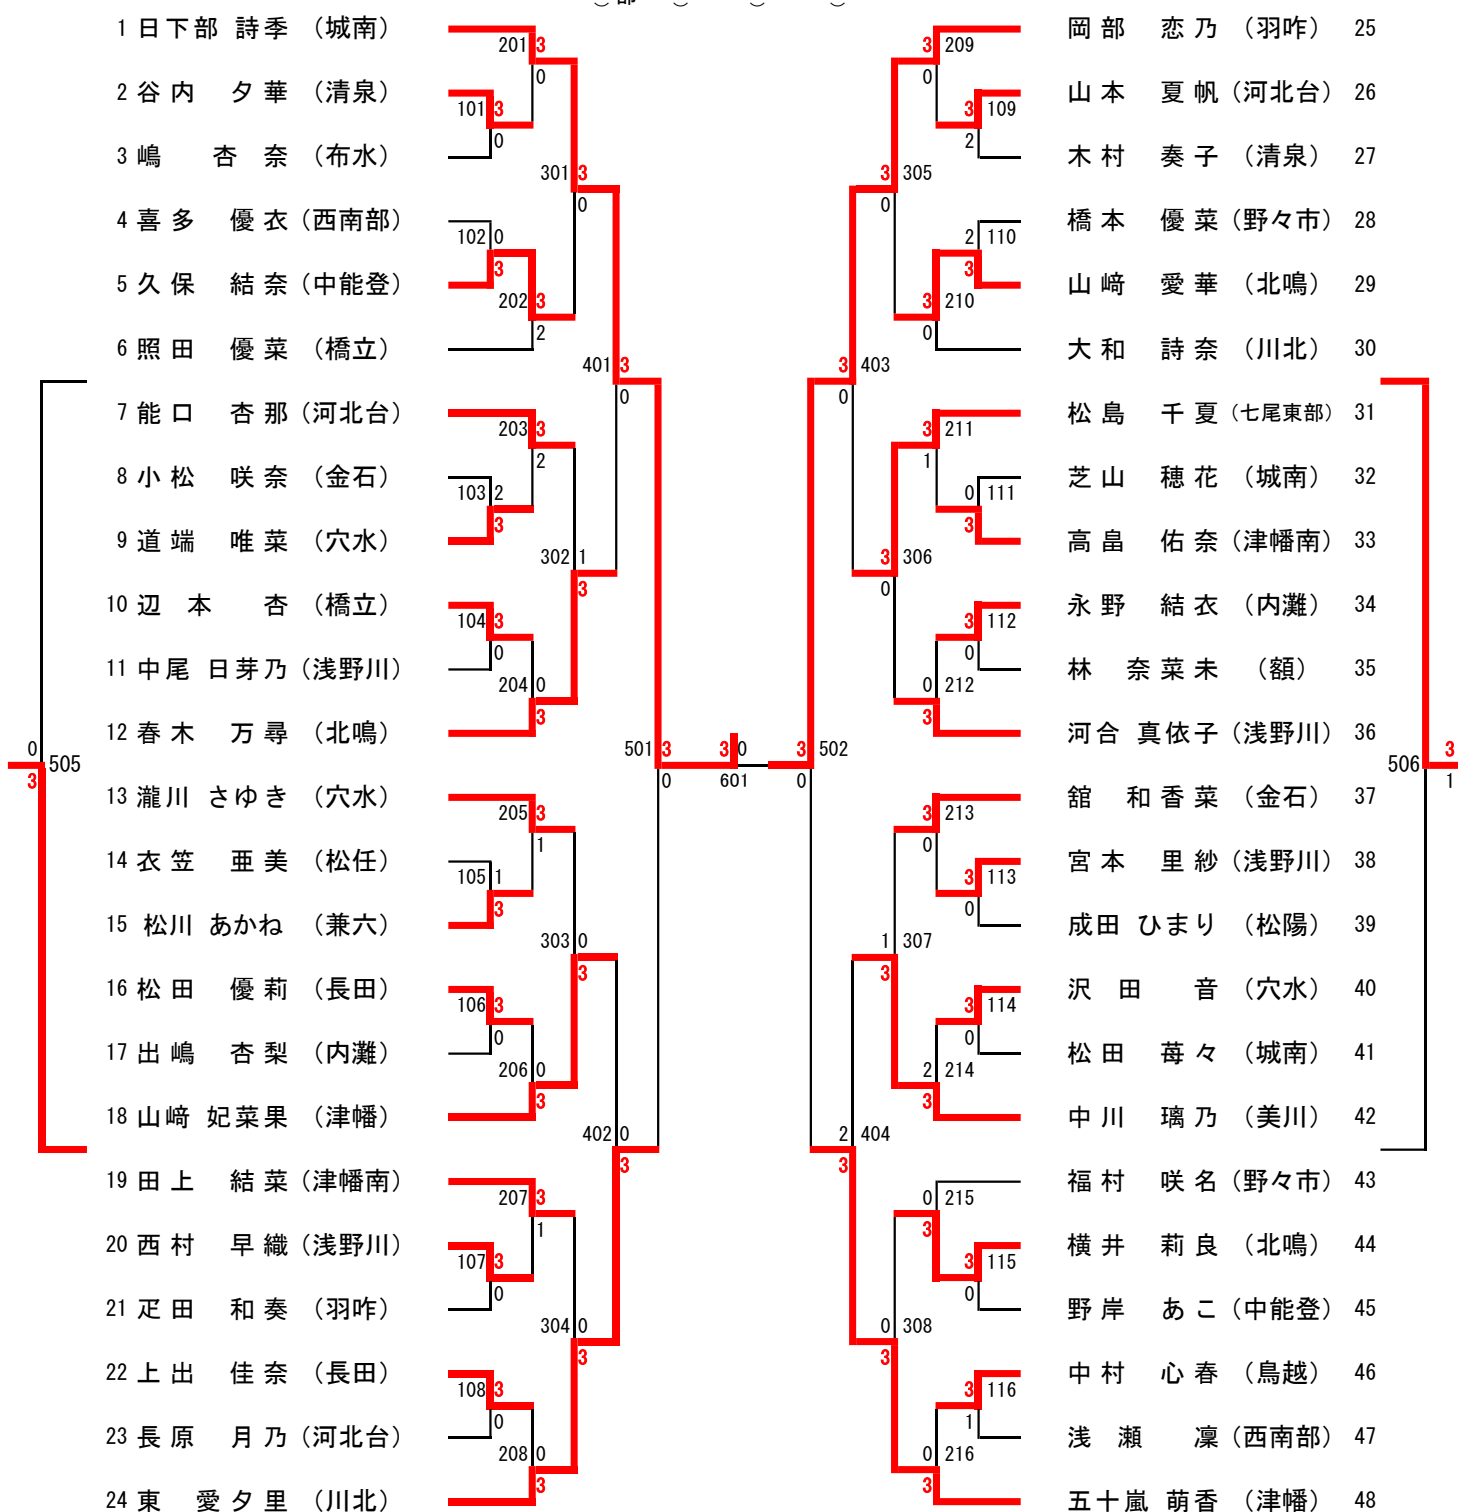 1 日下部 詩季 （城南） 201 3 3 209 岡部 恋乃 （羽咋） 25
0 0
2 谷内 夕華 （清泉） 101 3 3 109 山本 夏帆 （河北台） 26
0 2
3 嶋 杏奈 （布水） 木村 奏子 （清泉） 27
301 3 3 305
0 0
4 喜多 優衣 （西南部） 102 0 2 110 橋本 優菜 （野々市） 28
3 3
5 久保 結奈 （中能登） 202 3 3 210 山﨑 愛華 （北鳴） 29
2 0
6 照田 優菜 （橋立） 大和 詩奈 （川北） 30
401 3 3 403
0 0
7 能口 杏那 （河北台） 203 3 3 211 松島 千夏 （七尾東部） 31
2 1
8 小松 咲奈 （金石） 103 2 0 111 芝山 穂花 （城南） 32
3 3
9 道端 唯菜 （穴水） 高畠 佑奈 （津幡南） 33
302 1 3 306
3 0
10 辺本 杏 （橋立） 104 3 3 112 永野 結衣 （内灘） 34
0 0
11 中尾 日芽乃 （浅野川） 204 0 0 212 林 奈菜未 （額） 35
3 3
12 春木 万尋 （北鳴） 河合 真依子 （浅野川） 36
0 505 501 3 3 0 3 502 506 3
3 0 601 0 1
13 瀧川 さゆき （穴水） 205 3 3 213 舘 和香菜 （金石） 37
1 0
14 衣笠 亜美 （松任） 105 1 3 113 宮本 里紗 （浅野川） 38
3 0
15 松川 あかね （兼六） 成田 ひまり （松陽） 39
303 0 1 307
3 3
16 松田 優莉 （長田） 106 3 3 114 沢田 音 （穴水） 40
0 0
17 出嶋 杏梨 （内灘） 206 0 2 214 松田 苺々 （城南） 41
3 3
18 山﨑 妃菜果 （津幡） 中川 璃乃 （美川） 42
402 0 2 404
3 3
19 田上 結菜 （津幡南） 207 3 0 215 福村 咲名 （野々市） 43
1 3
20 西村 早織 （浅野川） 107 3 3 115 横井 莉良 （北鳴） 44
0 0
21 疋田 和奏 （羽咋） 野岸 あこ （中能登） 45
304 0 0 308
3 3
22 上出 佳奈 （長田） 108 3 3 116 中村 心春 （鳥越） 46
0 1
23 長原 月乃 （河北台） 208 0 0 216 浅瀬 凜 （西南部） 47
3 3
24 東 愛夕里 （川北） 五十嵐 萌香 （津幡） 48